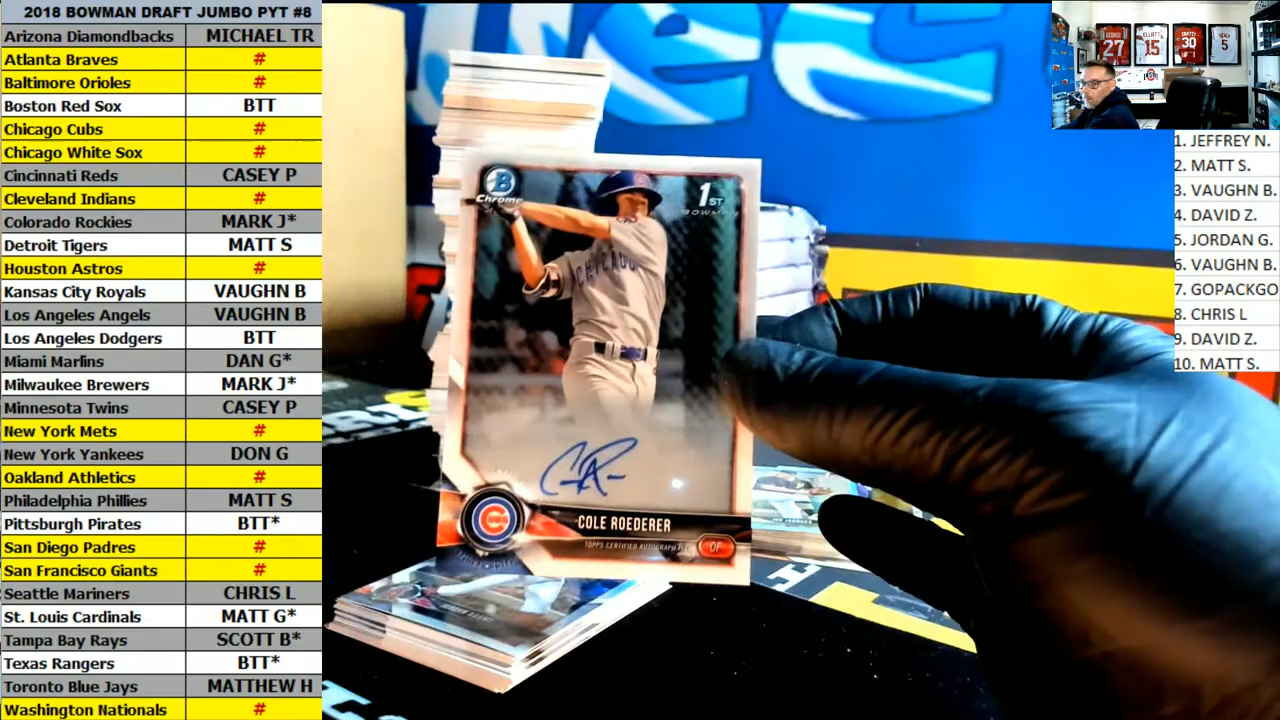 2018 BOWMAN DRAFT JUMBO PYT #8
Arizona Diamondbacks MICHAEL TR
Atlanta Braves #
Baltimore Orioles #
Boston Red Sox BTT
Chicago Cubs #
Chicago White Sox #
Cincinnati Reds CASEY P
Cleveland Indians #
Colorado Rockies MARK J*
Detroit Tigers MATT S
Houston Astros #
Kansas City Royals VAUGHN B
Los Angeles Angels VAUGHN B
Los Angeles Dodgers BTT
Miami Marlins DAN G*
Milwaukee Brewers MARK J*
Minnesota Twins CASEY P
New York Mets #
New York Yankees DON G
Oakland Athletics #
Philadelphia Phillies MATT S
Pittsburgh Pirates BTT*
San Diego Padres #
San Francisco Giants #
Seattle Mariners CHRIS L
St. Louis Cardinals MATT G*
Tampa Bay Rays SCOTT B*
Texas Rangers BTT*
Toronto Blue Jays MATTHEW H
Washington Nationals #
B
Chrome
1ST
BOWMAN
CHICAGO
COLE ROEDERER
TOPPS CERTIFIED AUTOGRAPH
OF
27
ELLIOTT
15
30
5
1. JEFFREY N.
2. MATT S.
3. VAUGHN B.
4. DAVID Z.
5. JORDAN G.
6. VAUGHN B.
7. GOPACKGO
8. CHRIS L
9. DAVID Z.
10. MATT S.